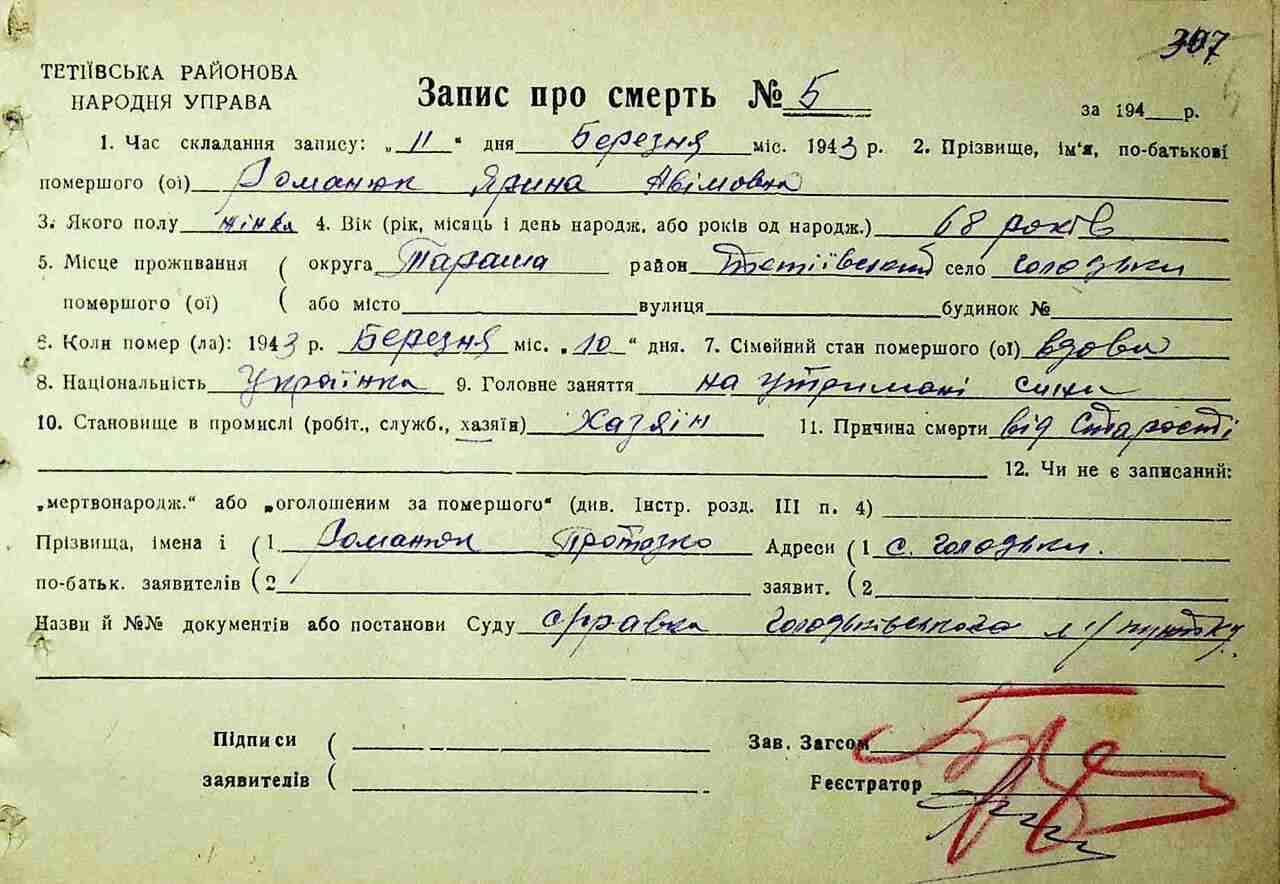 307
ТЕТІЇВСЬКА РАЙОНОВА
НАРОДНЯ УПРАВА
Запис про смерть № 5
за 194 р.
1. Час складання запису: „11“ дня Березня міс. 1943 р. 2. Прізвище, ім'я, по-батькові
помершого (ої) Романюк Ярина Авімовна
3. Якого полу жінка 4. Вік (рік, місяць і день народж. або років од народж.) 68 років
5. Місце проживання ( округа Тараща район Тетіївський село Голодьки
помершого (ої) ( або місто вулиця будинок №
6. Коли помер (ла): 1943 р. Березня міс. „10“ дня. 7. Сімейний стан помершого (ої) вдова
8. Національність Українка 9. Головне заняття на утримані сина
10. Становище в промислі (робіт., служб., хазяїн) Хазяін 11. Причина смерти від Старості
12. Чи не є записаний:
„мертвонародж.“ або „оголошеним за помершого“ (див. Інстр. розд. III п. 4)
Прізвища, імена і (1 Романюк Адреси (1 с. Голодьки.
по-батьк. заявителів (2 заявит. (2
Назви й №№ документів або постанови Суду справка Голодьківського
Підписи ( Зав. Загсом
заявителів ( Реєстратор